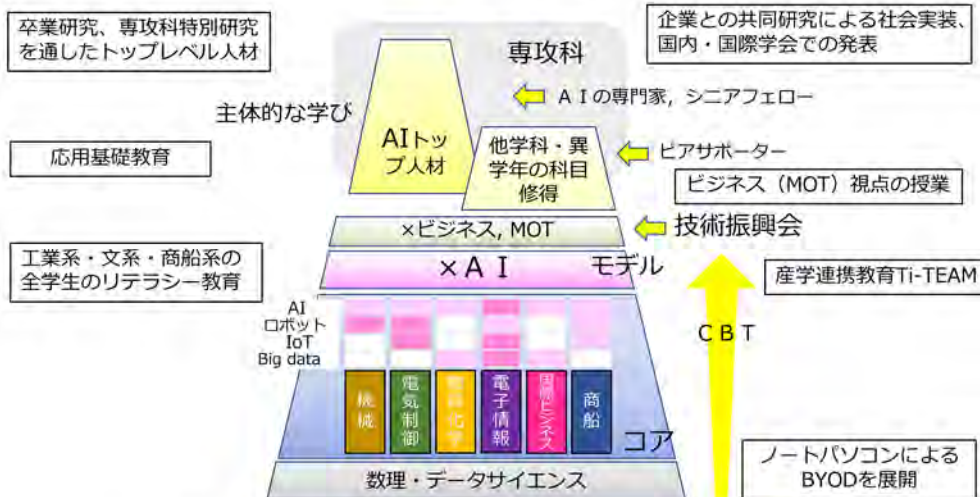 卒業研究、専攻科特別研究
を通したトップレベル人材
企業との共同研究による社会実装、
国内・国際学会での発表
専攻科
ＡＩの専門家，シニアフェロー
主体的な学び
AIトッ
プ人材
他学科・異
学年の科目
修得
ピアサポーター
応用基礎教育
ビジネス（MOT）視点の授業
×ビジネス, MOT
技術振興会
工業系・文系・商船系の
全学生のリテラシー教育
×ＡＩ
モデル
産学連携教育Ti-TEAM
AI
ロボット
IoT
Big data
ＣＢＴ
機械
電気制御
電子情報
国際ビジネス
商船
コア
数理・データサイエンス
ノートパソコンによる
BYODを展開